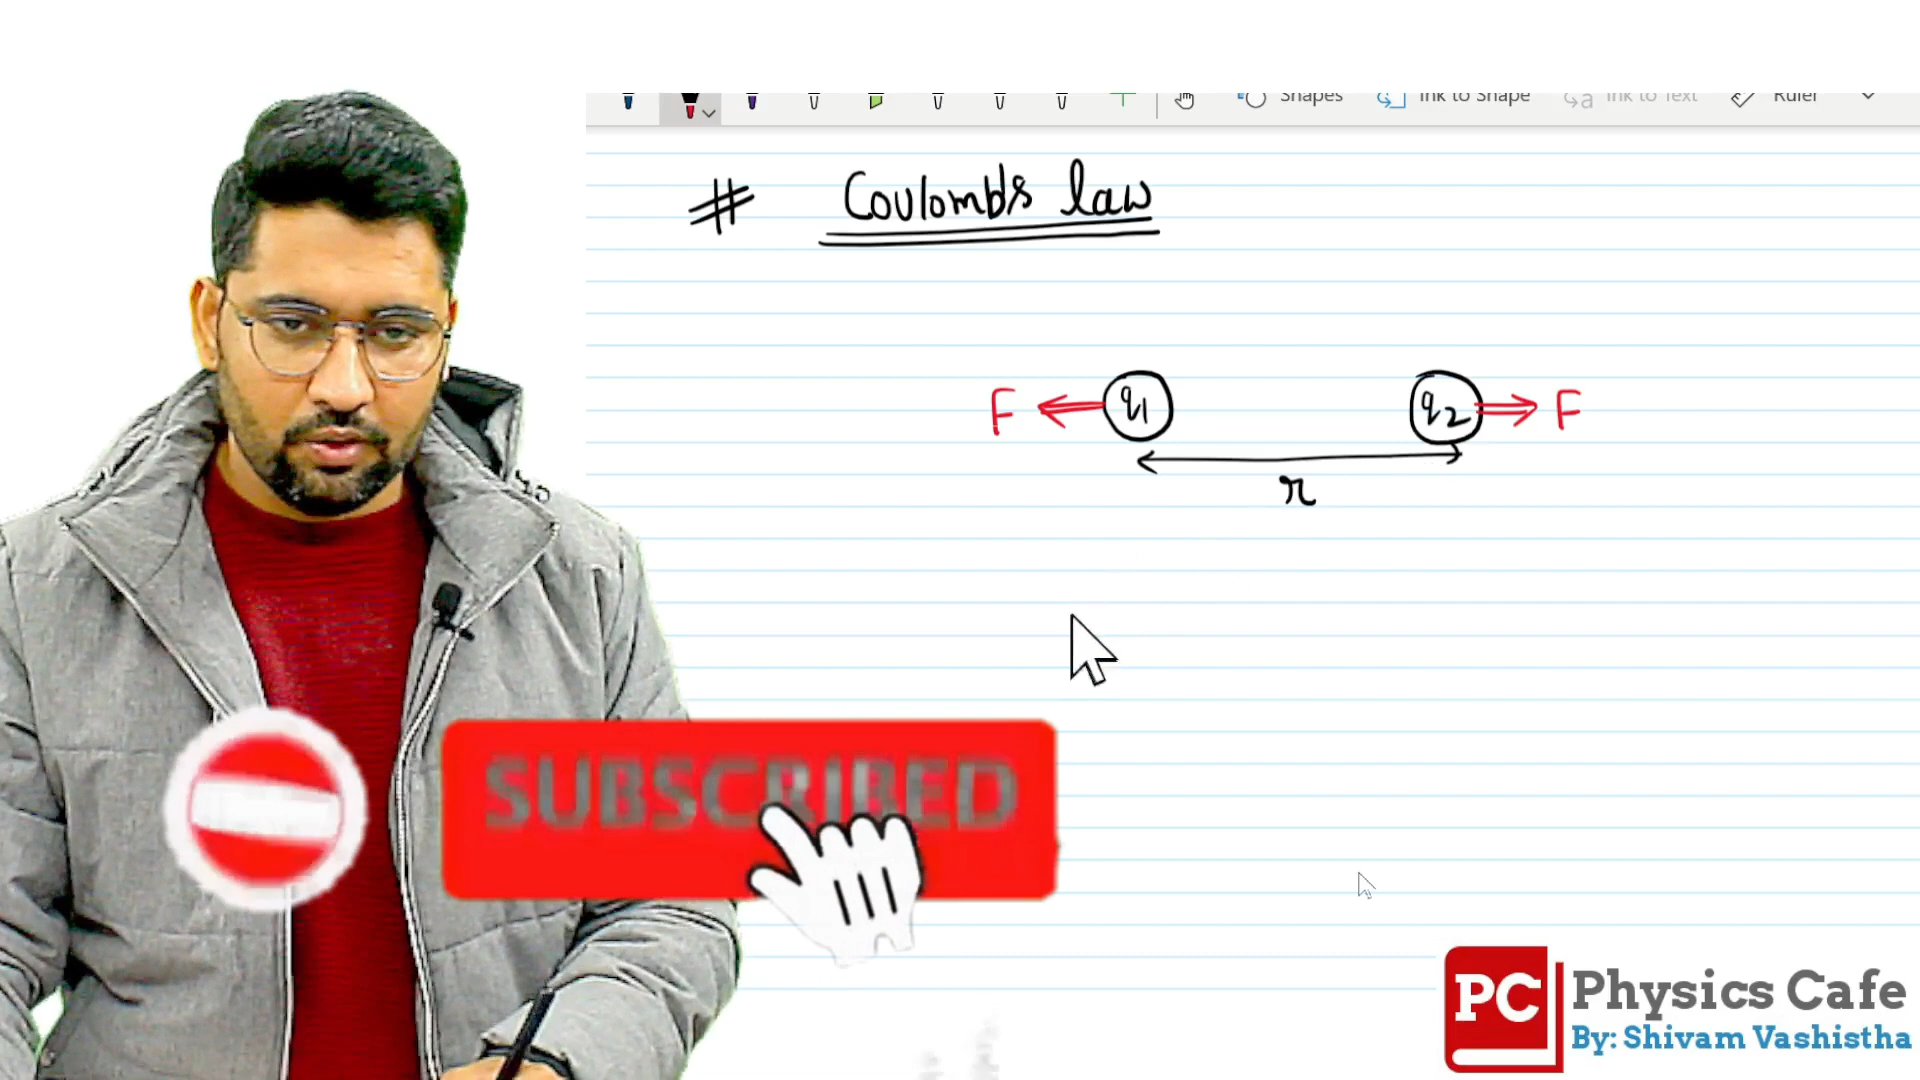 Shapes Ink to Shape Ink to Text Ruler
# Coulomb's law
F q1 q2 F
r
SUBSCRIBED
PC Physics Cafe
By: Shivam Vashistha